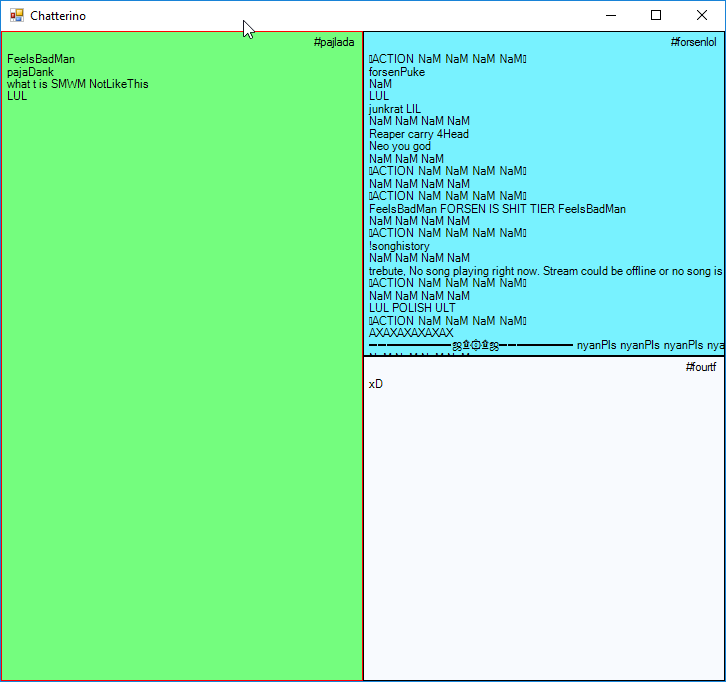 Chatterino
#pajlada
FeelsBadMan
pajaDank
what t is SMWM NotLikeThis
LUL
#forsenlol
▯ACTION NaM NaM NaM NaM▯
forsenPuke
NaM
LUL
junkrat LIL
NaM NaM NaM NaM
Reaper carry 4Head
Neo you god
NaM NaM NaM
▯ACTION NaM NaM NaM NaM▯
NaM NaM NaM NaM
▯ACTION NaM NaM NaM NaM▯
FeelsBadMan FORSEN IS SHIT TIER FeelsBadMan
NaM NaM NaM NaM
▯ACTION NaM NaM NaM NaM▯
!songhistory
NaM NaM NaM NaM
trebute, No song playing right now. Stream could be offline or no song is
▯ACTION NaM NaM NaM NaM▯
NaM NaM NaM NaM
LUL POLISH ULT
▯ACTION NaM NaM NaM NaM▯
AXAXAXAXAXAX
nyanPls nyanPls nyanPls nya
#fourtf
xD